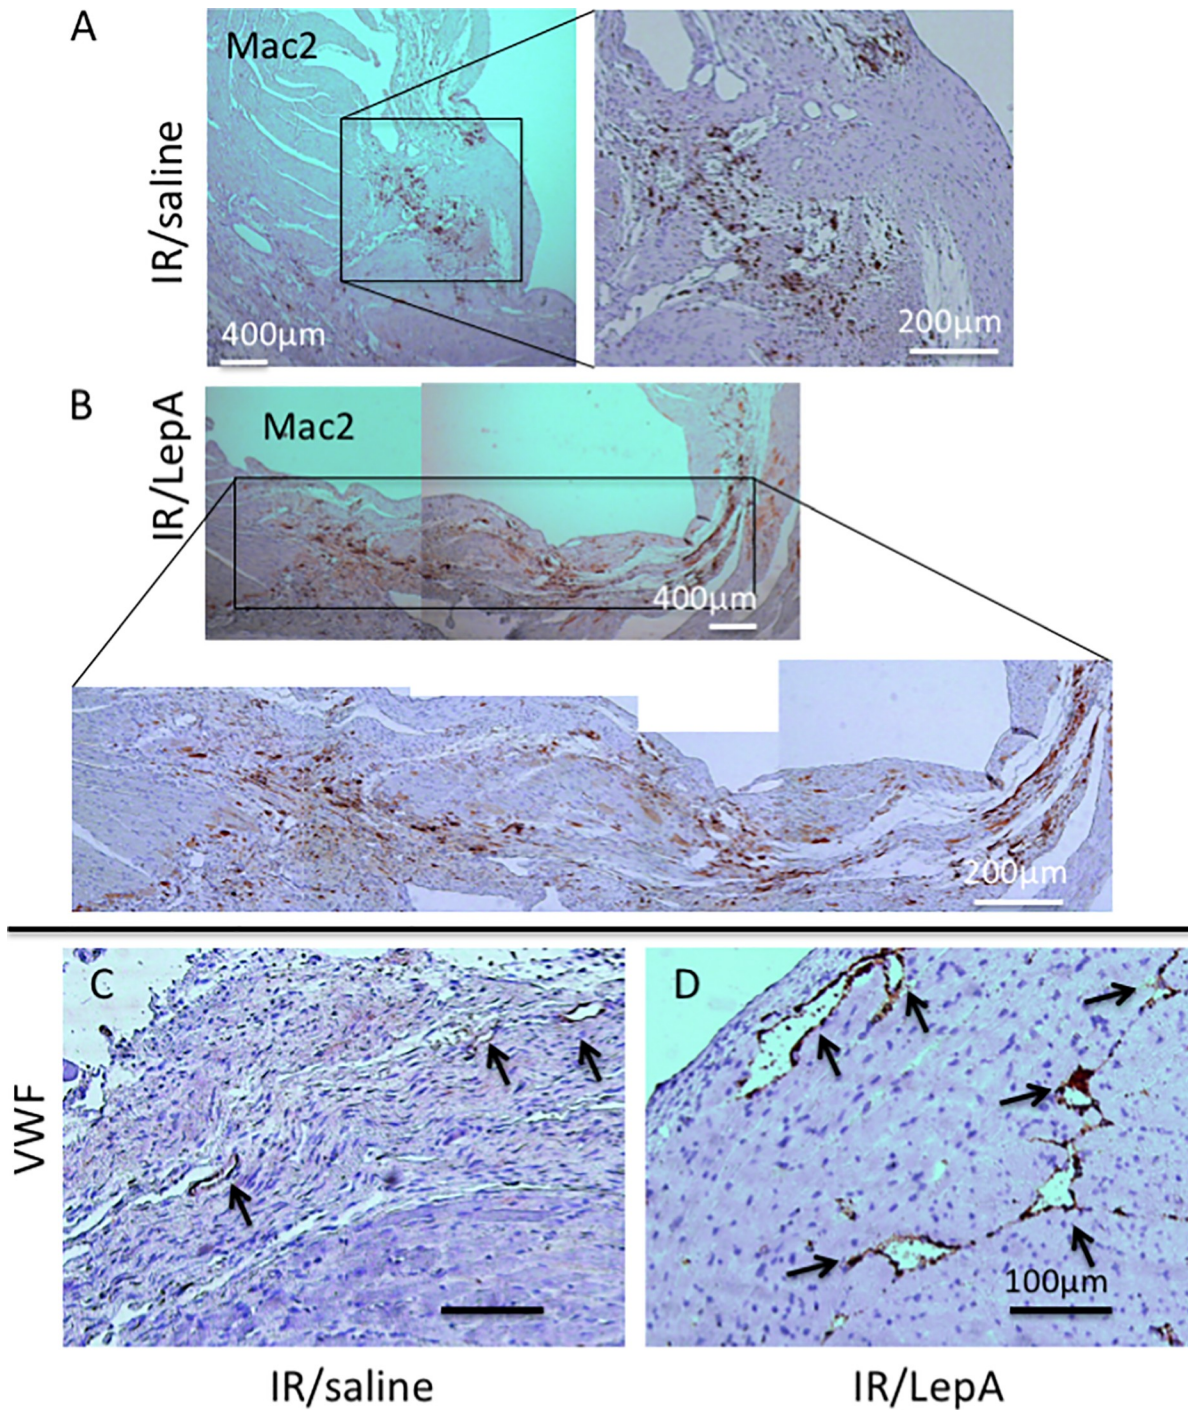 A
Mac2
IR/saline
400μm
200μm
B
Mac2
IR/LepA
400μm
200μm
C
D
VWF
100μm
IR/saline
IR/LepA